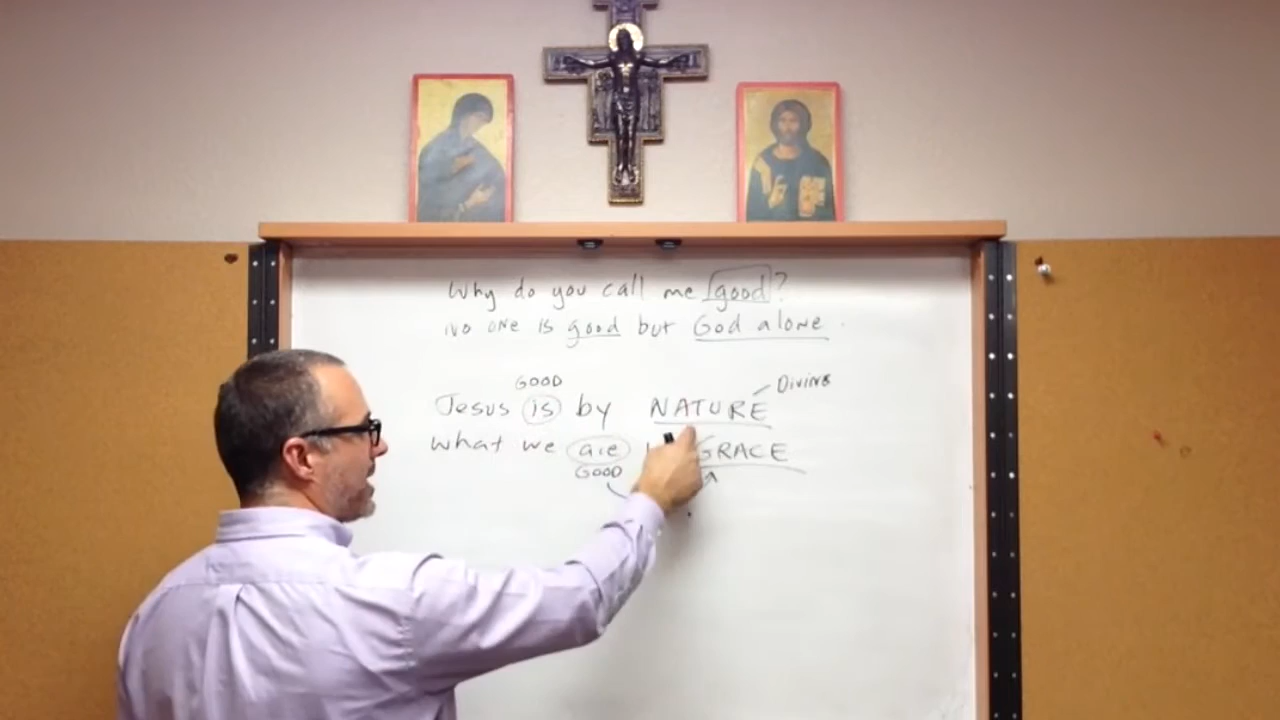 Why do you call me good?
No one is good but God alone.
GOOD
Divine
Jesus is by NATURE
what we are GRACE
GOOD